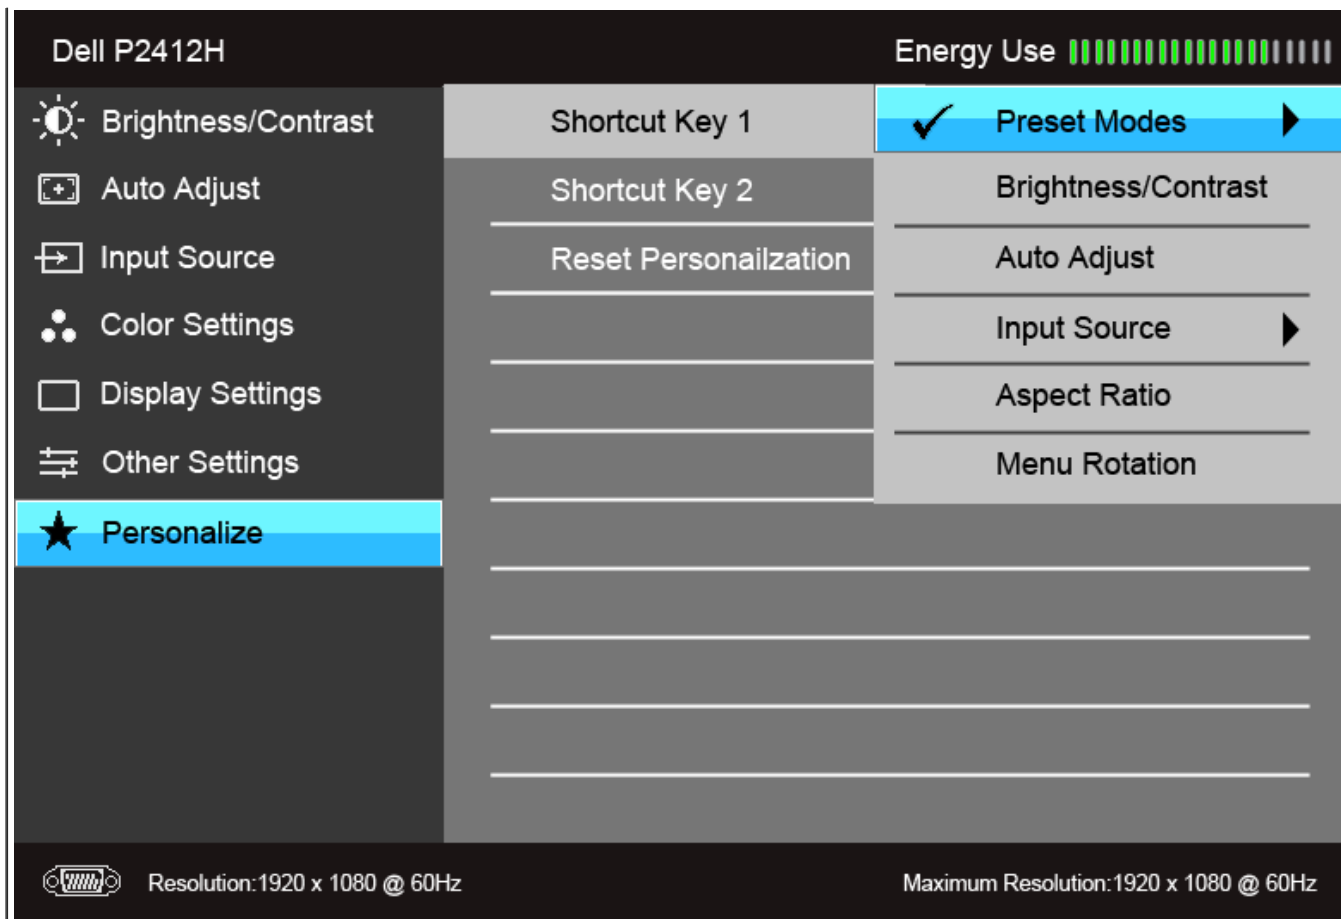 Dell P2412H
Energy Use
Brightness/Contrast
Auto Adjust
Input Source
Color Settings
Display Settings
Other Settings
Personalize
Shortcut Key 1
Shortcut Key 2
Reset Personailzation
Preset Modes
Brightness/Contrast
Auto Adjust
Input Source
Aspect Ratio
Menu Rotation
Resolution:1920 x 1080 @ 60Hz
Maximum Resolution:1920 x 1080 @ 60Hz